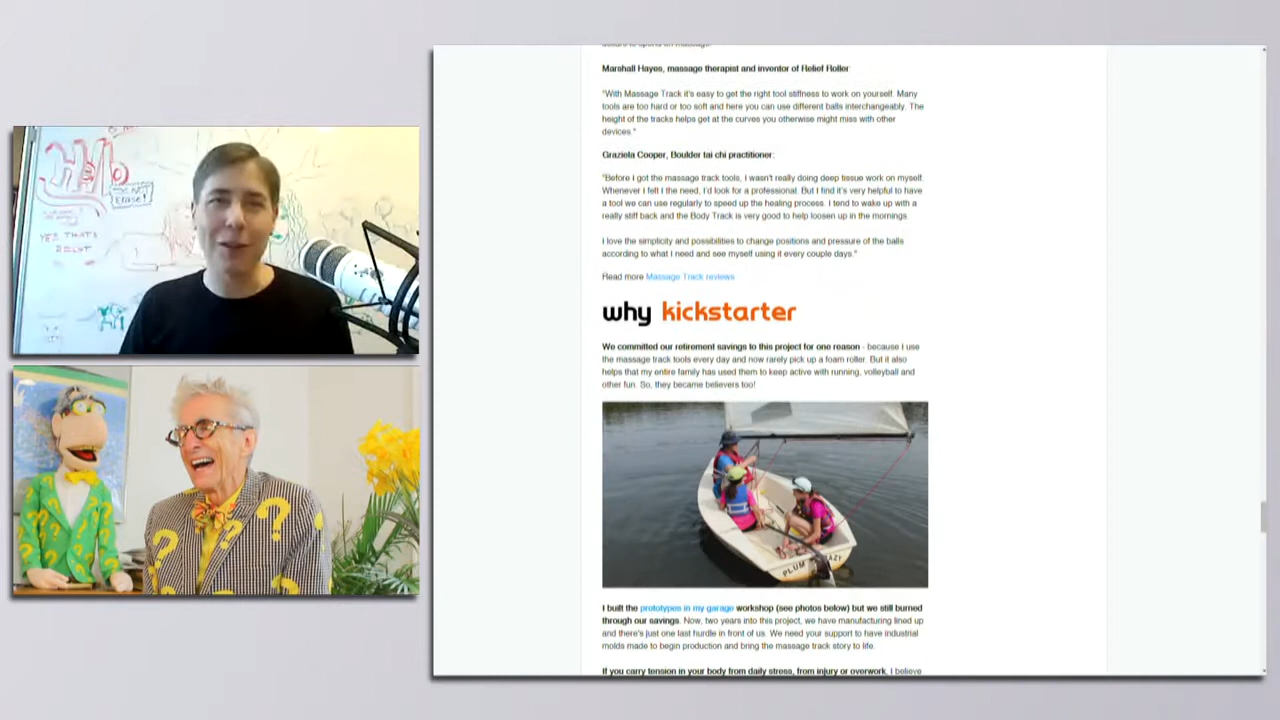 Marshall Hayes, massage therapist and inventor of Relief Roller
"With Massage Track it's easy to get the right tool stiffness to work on yourself. Many
tools are too hard or too soft and here you can use different balls interchangeably. The
height of the tracks helps get at the curves you otherwise might miss with other
devices."
Graziela Cooper, Boulder tai chi practitioner:
"Before I got the massage track tools, I wasn't really doing deep tissue work on myself.
Whenever I felt I the need, I'd look for a professional. But I find it's very helpful to have
a tool we can use regularly to speed up the healing process. I tend to wake up with a
really stiff back and the Body Track is very good to help loosen up in the mornings.
I love the simplicity and possibilities to change positions and pressure of the balls
according to what I need and see myself using it every couple days."
Read more Massage Track reviews
why kickstarter
We committed our retirement savings to this project for one reason - because I use
the massage track tools every day and now rarely pick up a foam roller. But it also
helps that my entire family has used them to keep active with running, volleyball and
other fun. So, they became believers too!
PLUM CRAZY
I built the prototypes in my garage workshop (see photos below) but we still burned
through our savings. Now, two years into this project, we have manufacturing lined up
and there's just one last hurdle in front of us. We need your support to have industrial
molds made to begin production and bring the massage track story to life.
If you carry tension in your body from daily stress, from injury or overwork, I believe
YES THAT'S